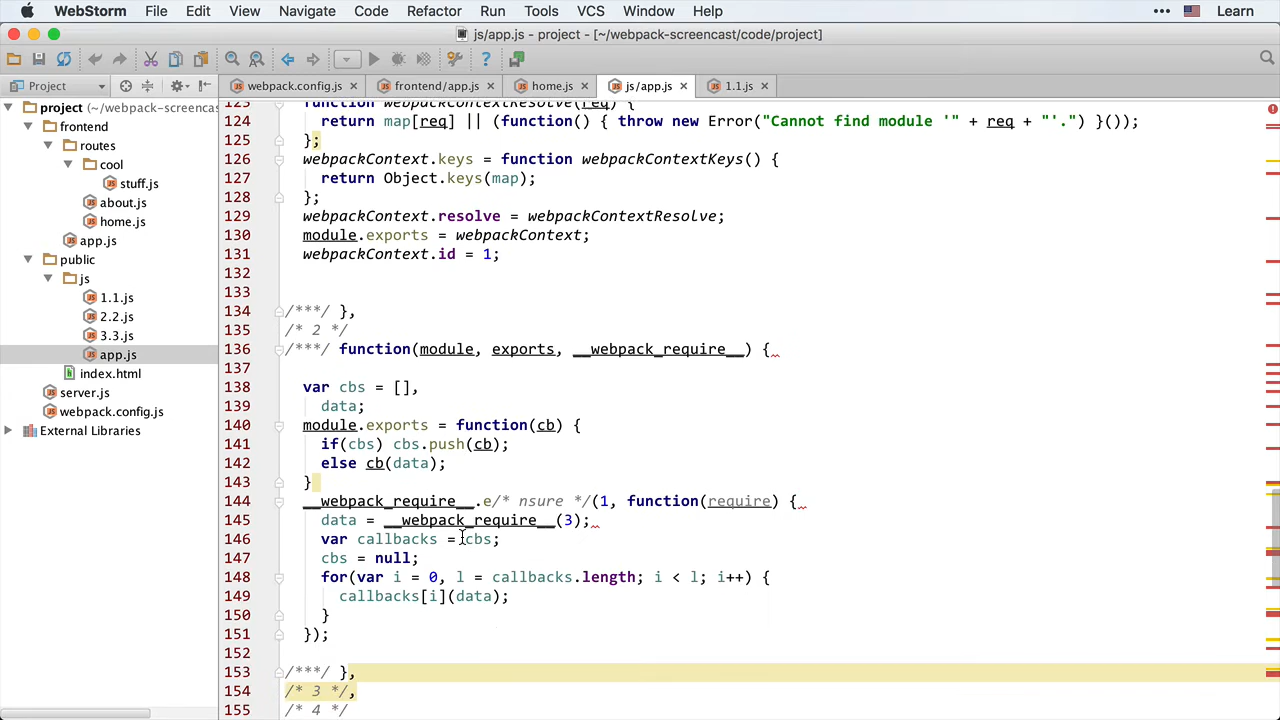 WebStorm File Edit View Navigate Code Refactor Run Tools VCS Window Help ••• Learn
js/app.js - project - [~/webpack-screencast/code/project]
Project webpack.config.js frontend/app.js home.js js/app.js 1.1.js
project (~/webpack-screencas
frontend
routes
cool
stuff.js
about.js
home.js
app.js
public
js
1.1.js
2.2.js
3.3.js
app.js
index.html
server.js
webpack.config.js
External Libraries
123 function webpackContextResolve(req) {
124 return map[req] || (function() { throw new Error("Cannot find module '" + req + "'.") }());
125 };
126 webpackContext.keys = function webpackContextKeys() {
127 return Object.keys(map);
128 };
129 webpackContext.resolve = webpackContextResolve;
130 module.exports = webpackContext;
131 webpackContext.id = 1;
132
133
134 /***/ },
135 /* 2 */
136 /***/ function(module, exports, __webpack_require__) {
137
138 var cbs = [],
139 data;
140 module.exports = function(cb) {
141 if(cbs) cbs.push(cb);
142 else cb(data);
143 }
144 __webpack_require__.e/* nsure */(1, function(require) {
145 data = __webpack_require__(3);
146 var callbacks = cbs;
147 cbs = null;
148 for(var i = 0, l = callbacks.length; i < l; i++) {
149 callbacks[i](data);
150 }
151 });
152
153 /***/ },
154 /* 3 */,
155 /* 4 */